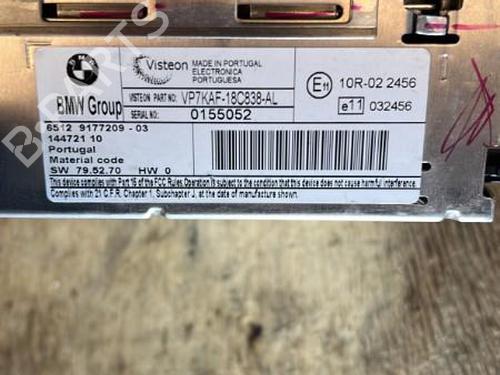 BMW
Visteon
MADE IN PORTUGAL
ELECTRONICA
PORTUGUESA
BMW Group
VISTEON PART NO: VP7KAF-18C838-AL
SERIAL NO: 0155052
E11 10R-02 2456
e11 032456
6512 9177209 - 03
144721 10
Portugal
Material code
SW 79.52.70 HW 0
This device complies with Part 15 of the FCC Rules. Operation is subject to the condition that this device does not cause harmful interference.
Complies with 21 C.F.R. Chapter 1, Subchapter J, at the date of manufacture shown.